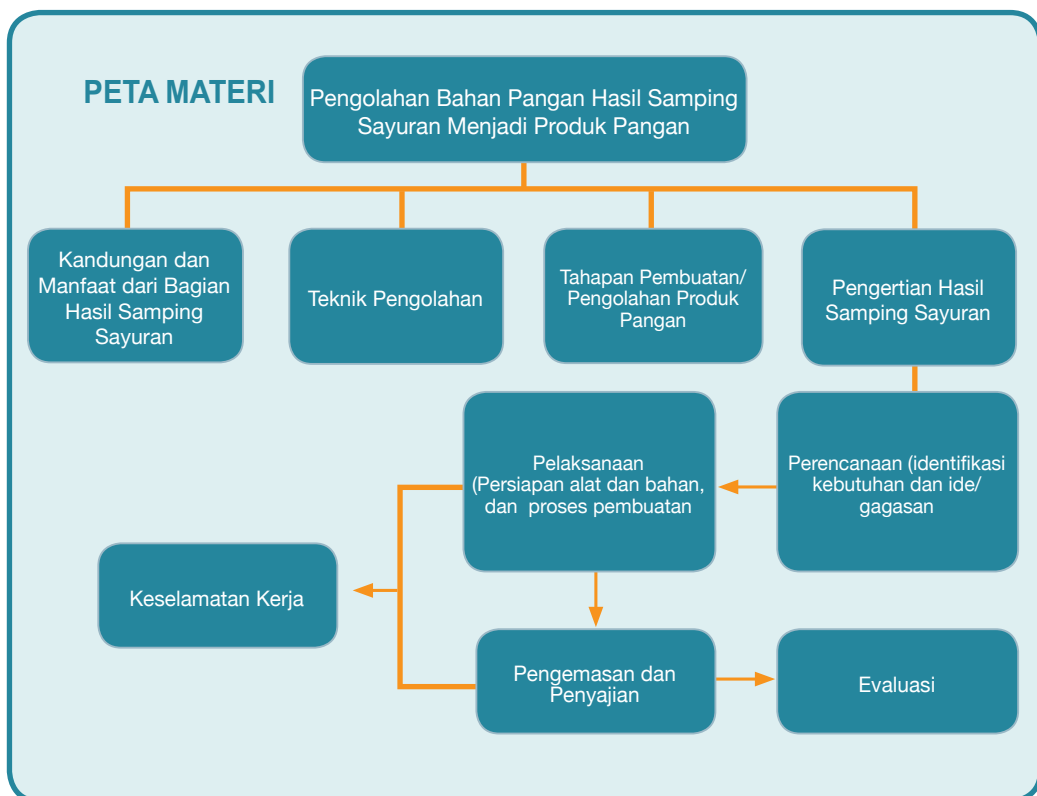 PETA MATERI
Pengolahan Bahan Pangan Hasil Samping
Sayuran Menjadi Produk Pangan
Kandungan dan
Manfaat dari Bagian
Hasil Samping
Sayuran
Teknik Pengolahan
Tahapan Pembuatan/
Pengolahan Produk
Pangan
Pengertian Hasil
Samping Sayuran
Pelaksanaan
(Persiapan alat dan bahan,
dan proses pembuatan
Perencanaan (identifikasi
kebutuhan dan ide/
gagasan
Keselamatan Kerja
Pengemasan dan
Penyajian
Evaluasi